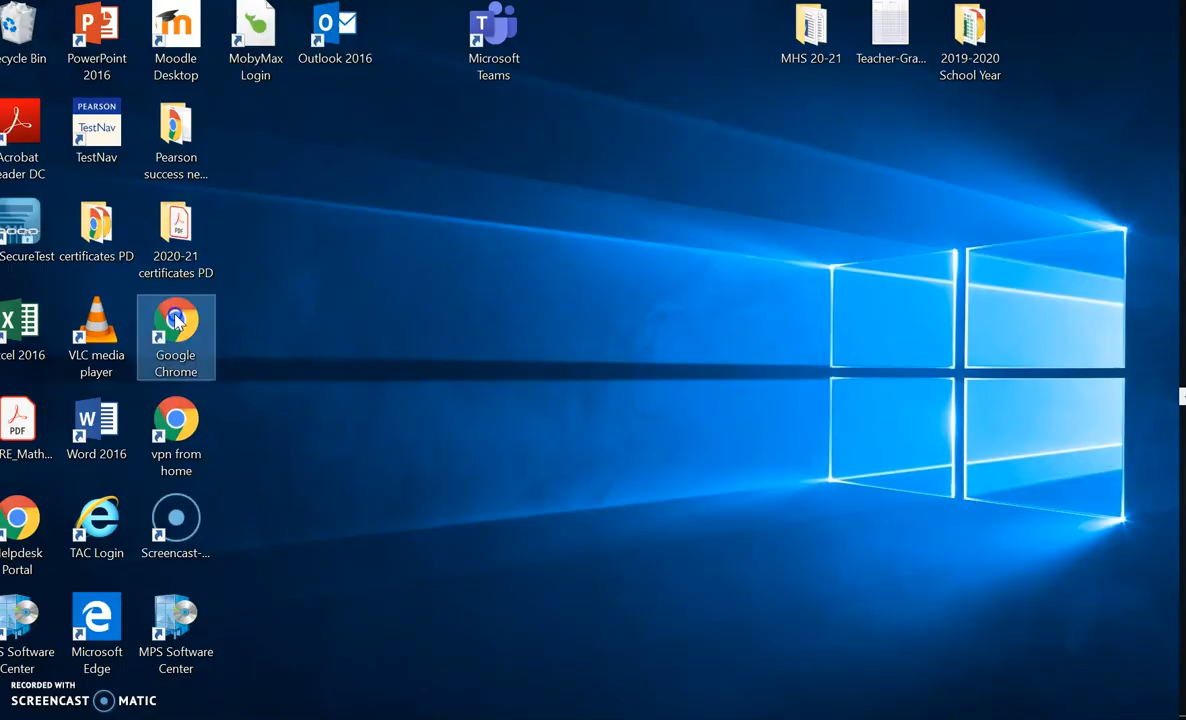 ecycle Bin
PowerPoint
2016
Moodle
Desktop
MobyMax
Login
Outlook 2016
Microsoft
Teams
MHS 20-21
Teacher-Gra...
2019-2020
School Year
Acrobat
eader DC
PEARSON
TestNav
TestNav
Pearson
success ne...
SecureTest
certificates PD
PDF
2020-21
certificates PD
xcel 2016
VLC media
player
Google
Chrome
PDF
RE_Math...
Word 2016
vpn from
home
elpdesk
Portal
TAC Login
Screencast-...
S Software
Center
Microsoft
Edge
MPS Software
Center
RECORDED WITH
SCREENCAST MATIC